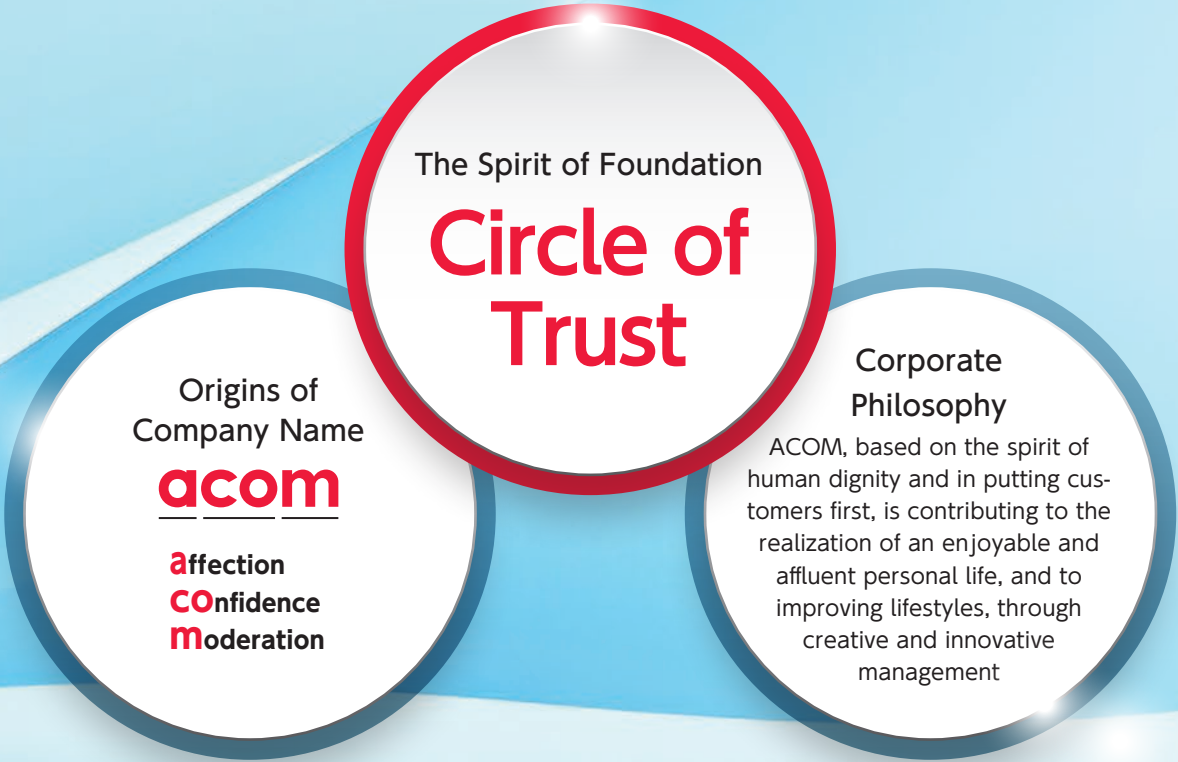 The Spirit of Foundation
Circle of
Trust
Origins of
Company Name
acom
affection
confidence
moderation
Corporate
Philosophy
ACOM, based on the spirit of
human dignity and in putting cus-
tomers first, is contributing to the
realization of an enjoyable and
affluent personal life, and to
improving lifestyles, through
creative and innovative
management